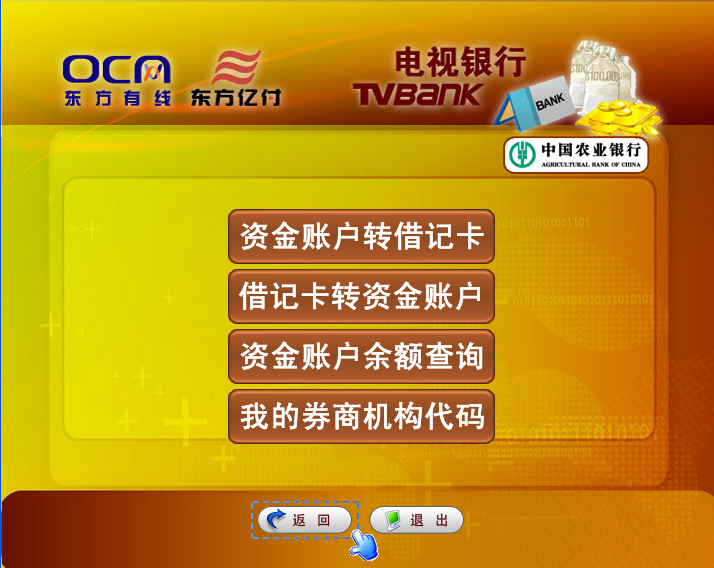 OCN
东方有线
东方亿付
电视银行
TVBANK
BANK
$100,000
中国农业银行
AGRICULTURAL BANK OF CHINA
资金账户转借记卡
借记卡转资金账户
资金账户余额查询
我的券商机构代码
返回
退出